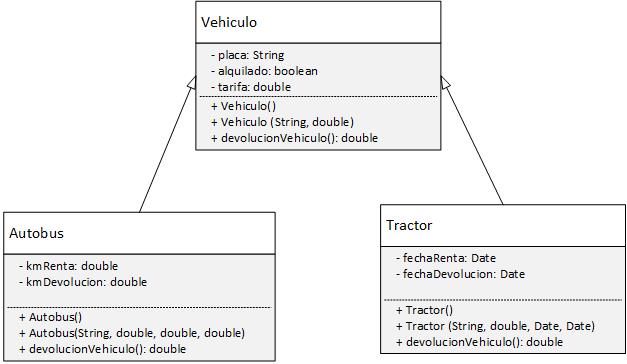 Vehiculo
- placa: String
- alquilado: boolean
- tarifa: double
+ Vehiculo()
+ Vehiculo (String, double)
+ devolucionVehiculo(): double
Autobus
- kmRenta: double
- kmDevolucion: double
+ Autobus()
+ Autobus(String, double, double, double)
+ devolucionVehiculo(): double
Tractor
- fechaRenta: Date
- fechaDevolucion: Date
+ Tractor()
+ Tractor (String, double, Date, Date)
+ devolucionVehiculo(): double